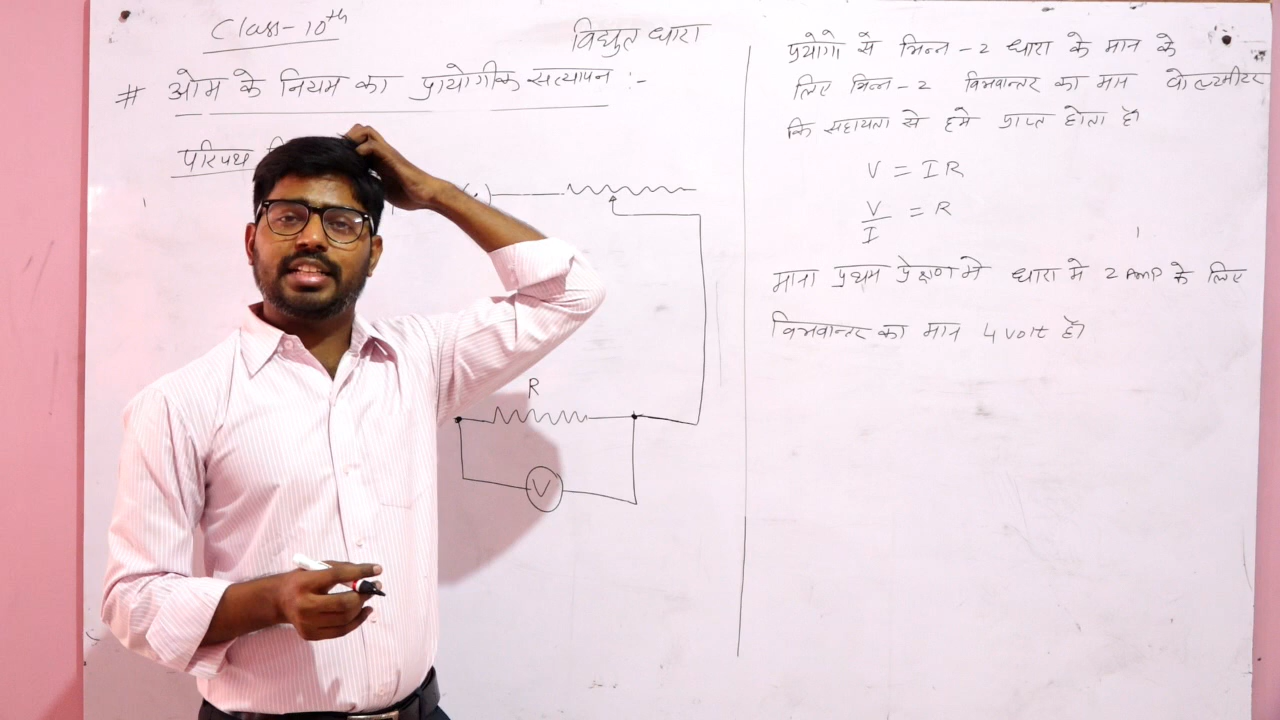 Class-10th
विद्युत धारा
# ओम के नियम का प्रायोगीक सत्यापन :-
परिपथ
R
V
प्रयोगो से भिन्न-2 धारा के मान के
लिए भिन्न-2 विभवान्तर का मान वोल्टमीटर
कि सहायता से हमे प्राप्त होता है।
V = IR
V/I = R
माना प्रथम प्रेक्षण मे धारा मे 2 Amp के लिए
विभवान्तर का मान 4 volt है।